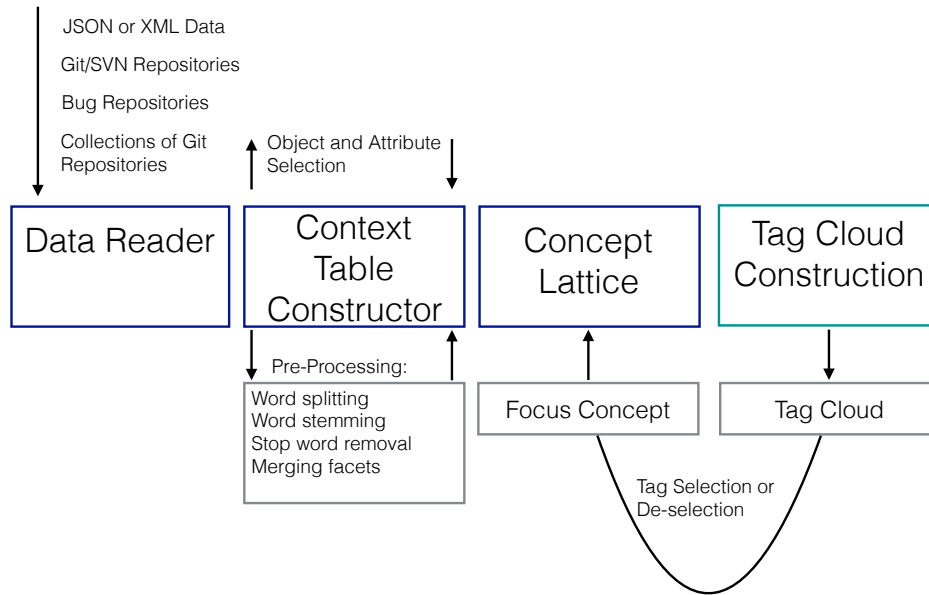 JSON or XML Data
Git/SVN Repositories
Bug Repositories
Collections of Git
Repositories
Object and Attribute
Selection
Data Reader
Context
Table
Constructor
Concept
Lattice
Tag Cloud
Construction
Pre-Processing:
Word splitting
Word stemming
Stop word removal
Merging facets
Focus Concept
Tag Cloud
Tag Selection or
De-selection